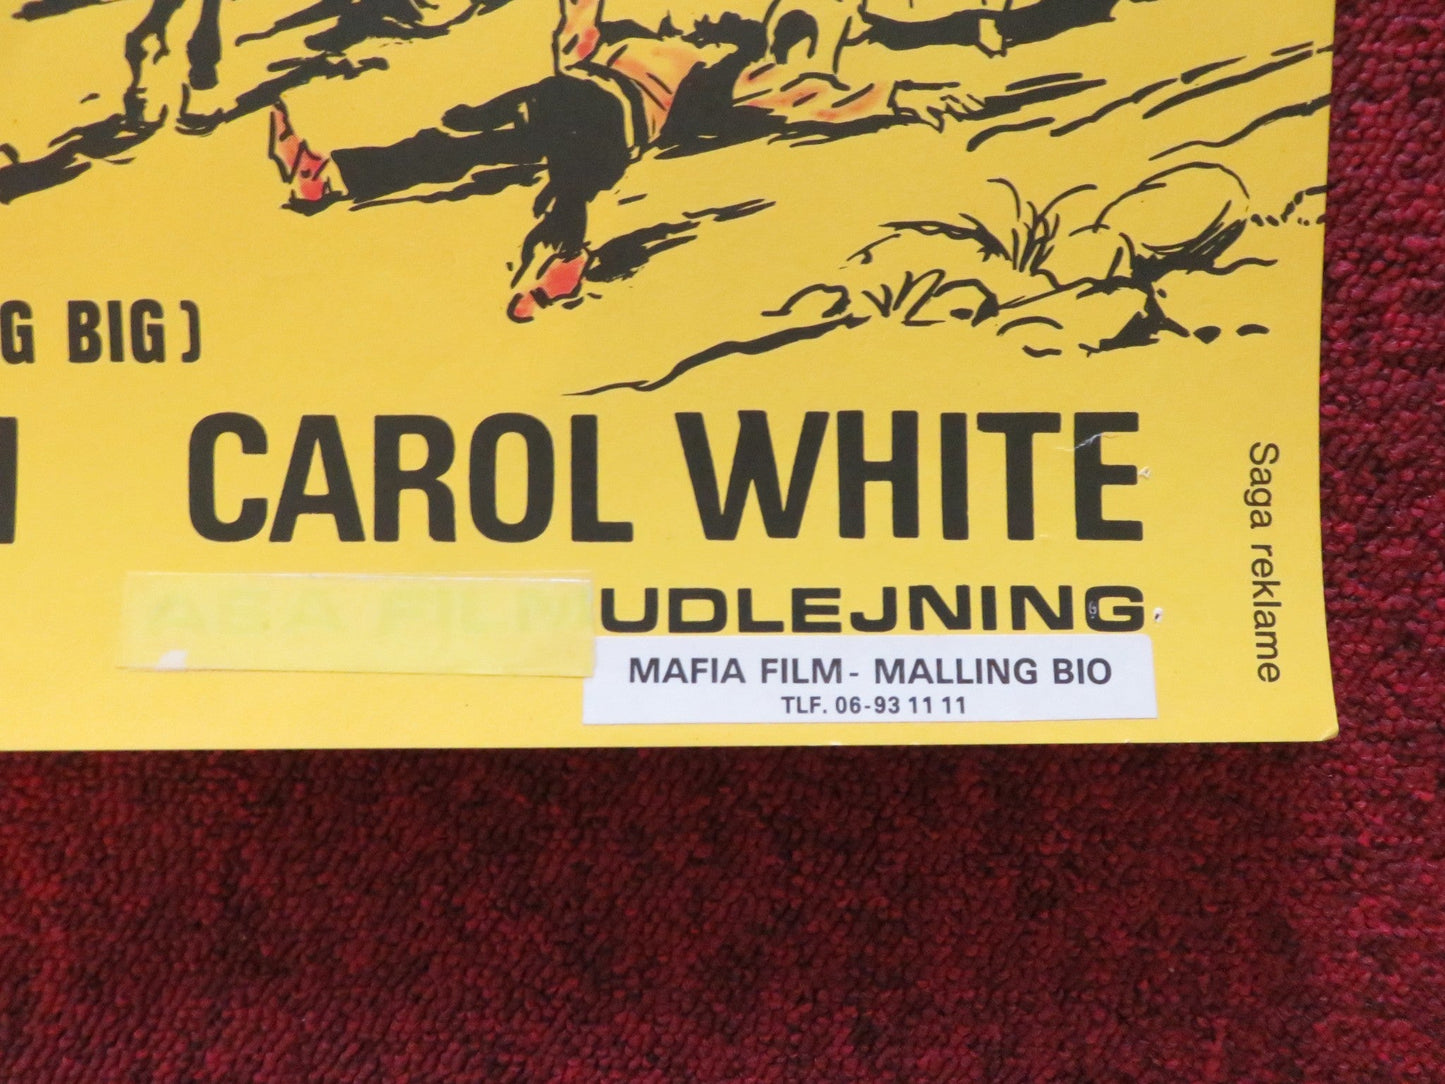 G BIG)
CAROL WHITE
UDLEJNING
MAFIA FILM - MALLING BIO
TLF. 06-93 11 11
Saga reklame